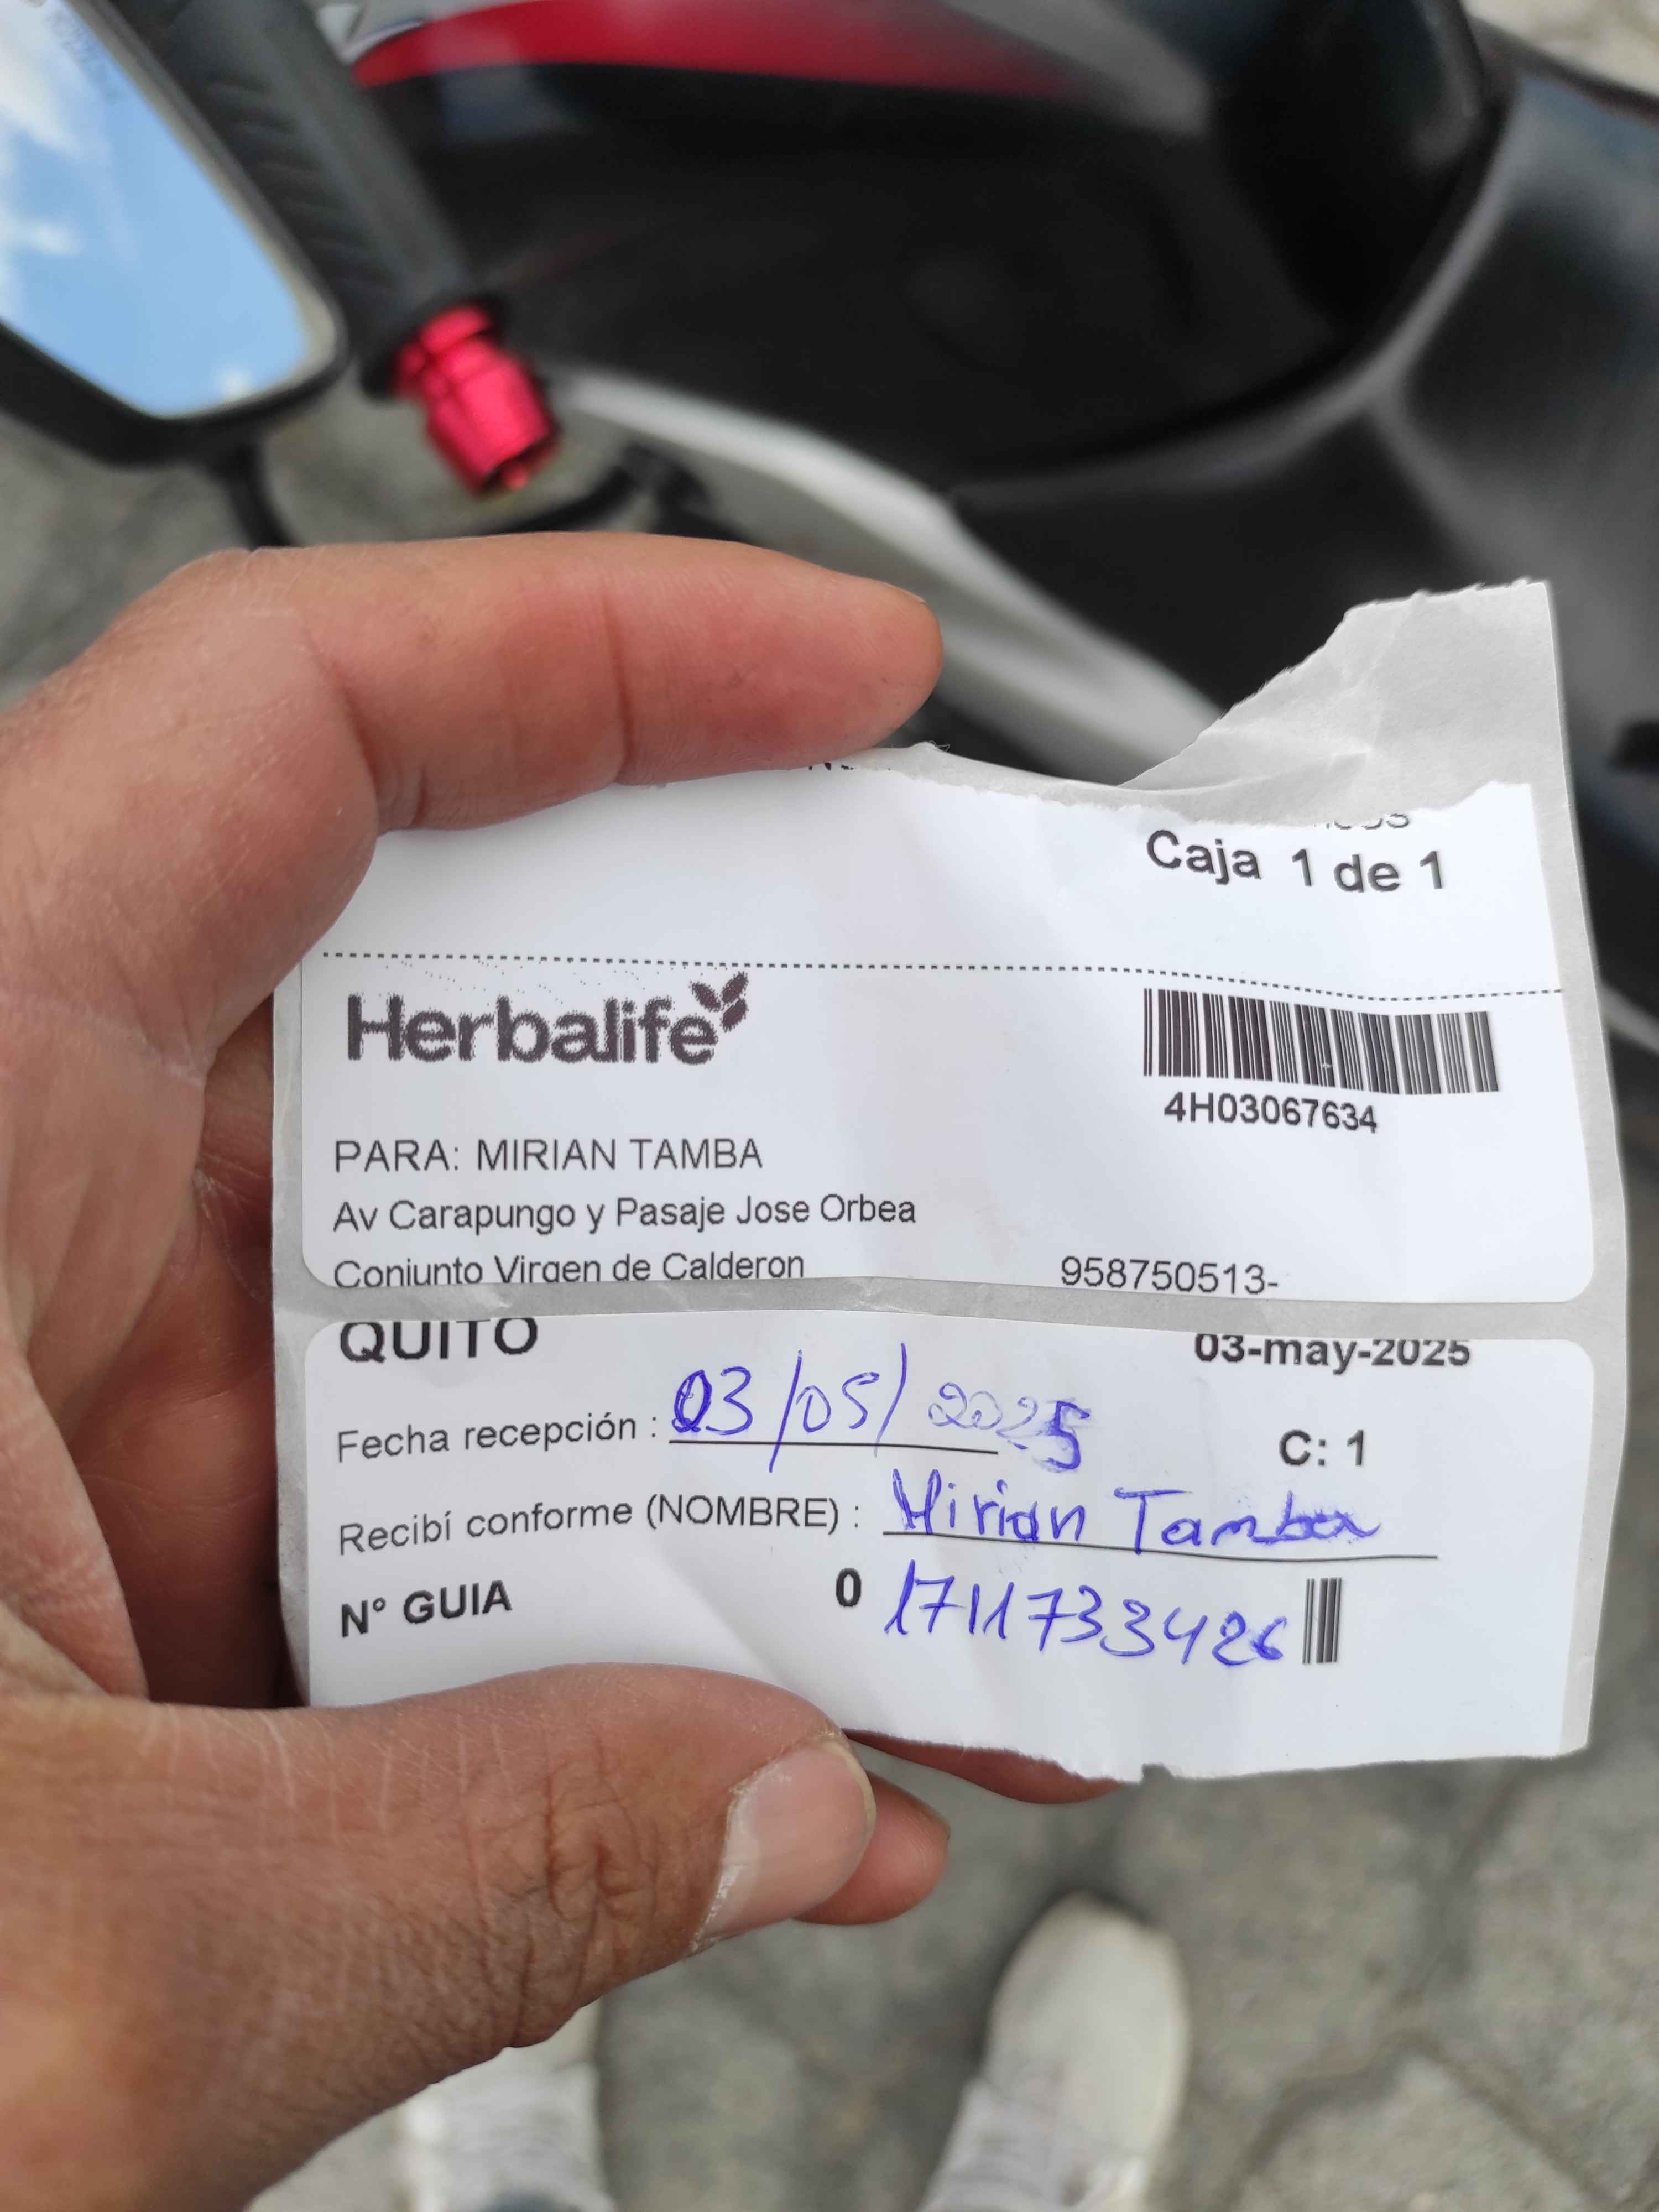 Caja 1 de 1
Herbalife
4H03067634
PARA: MIRIAN TAMBA
Av Carapungo y Pasaje Jose Orbea
Conjunto Virgen de Calderon 958750513-
QUITO 03-may-2025
Fecha recepción : 03/05/2025 C: 1
Recibí conforme (NOMBRE) : Mirian Tamba
N° GUIA 0 1711733426